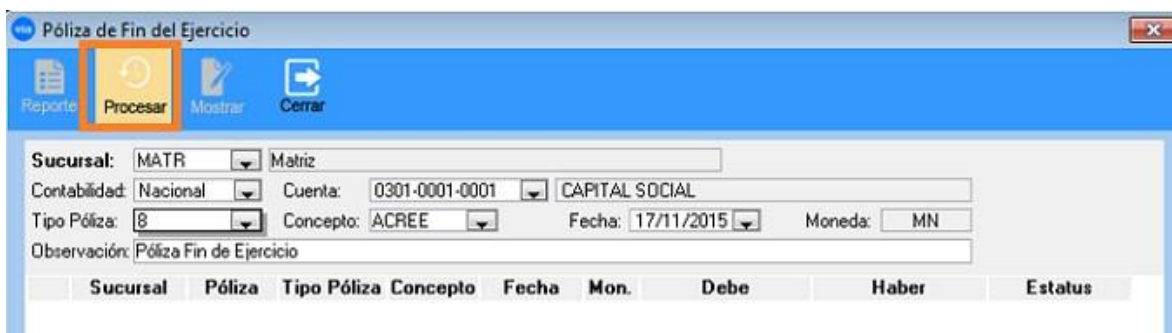 Póliza de Fin del Ejercicio
Reporte Procesar Mostrar Cerrar
Sucursal: MATR Matriz
Contabilidad: Nacional Cuenta: 0301-0001-0001 CAPITAL SOCIAL
Tipo Póliza: 8 Concepto: ACREE Fecha: 17/11/2015 Moneda: MN
Observación: Póliza Fin de Ejercicio
Sucursal Póliza Tipo Póliza Concepto Fecha Mon. Debe Haber Estatus